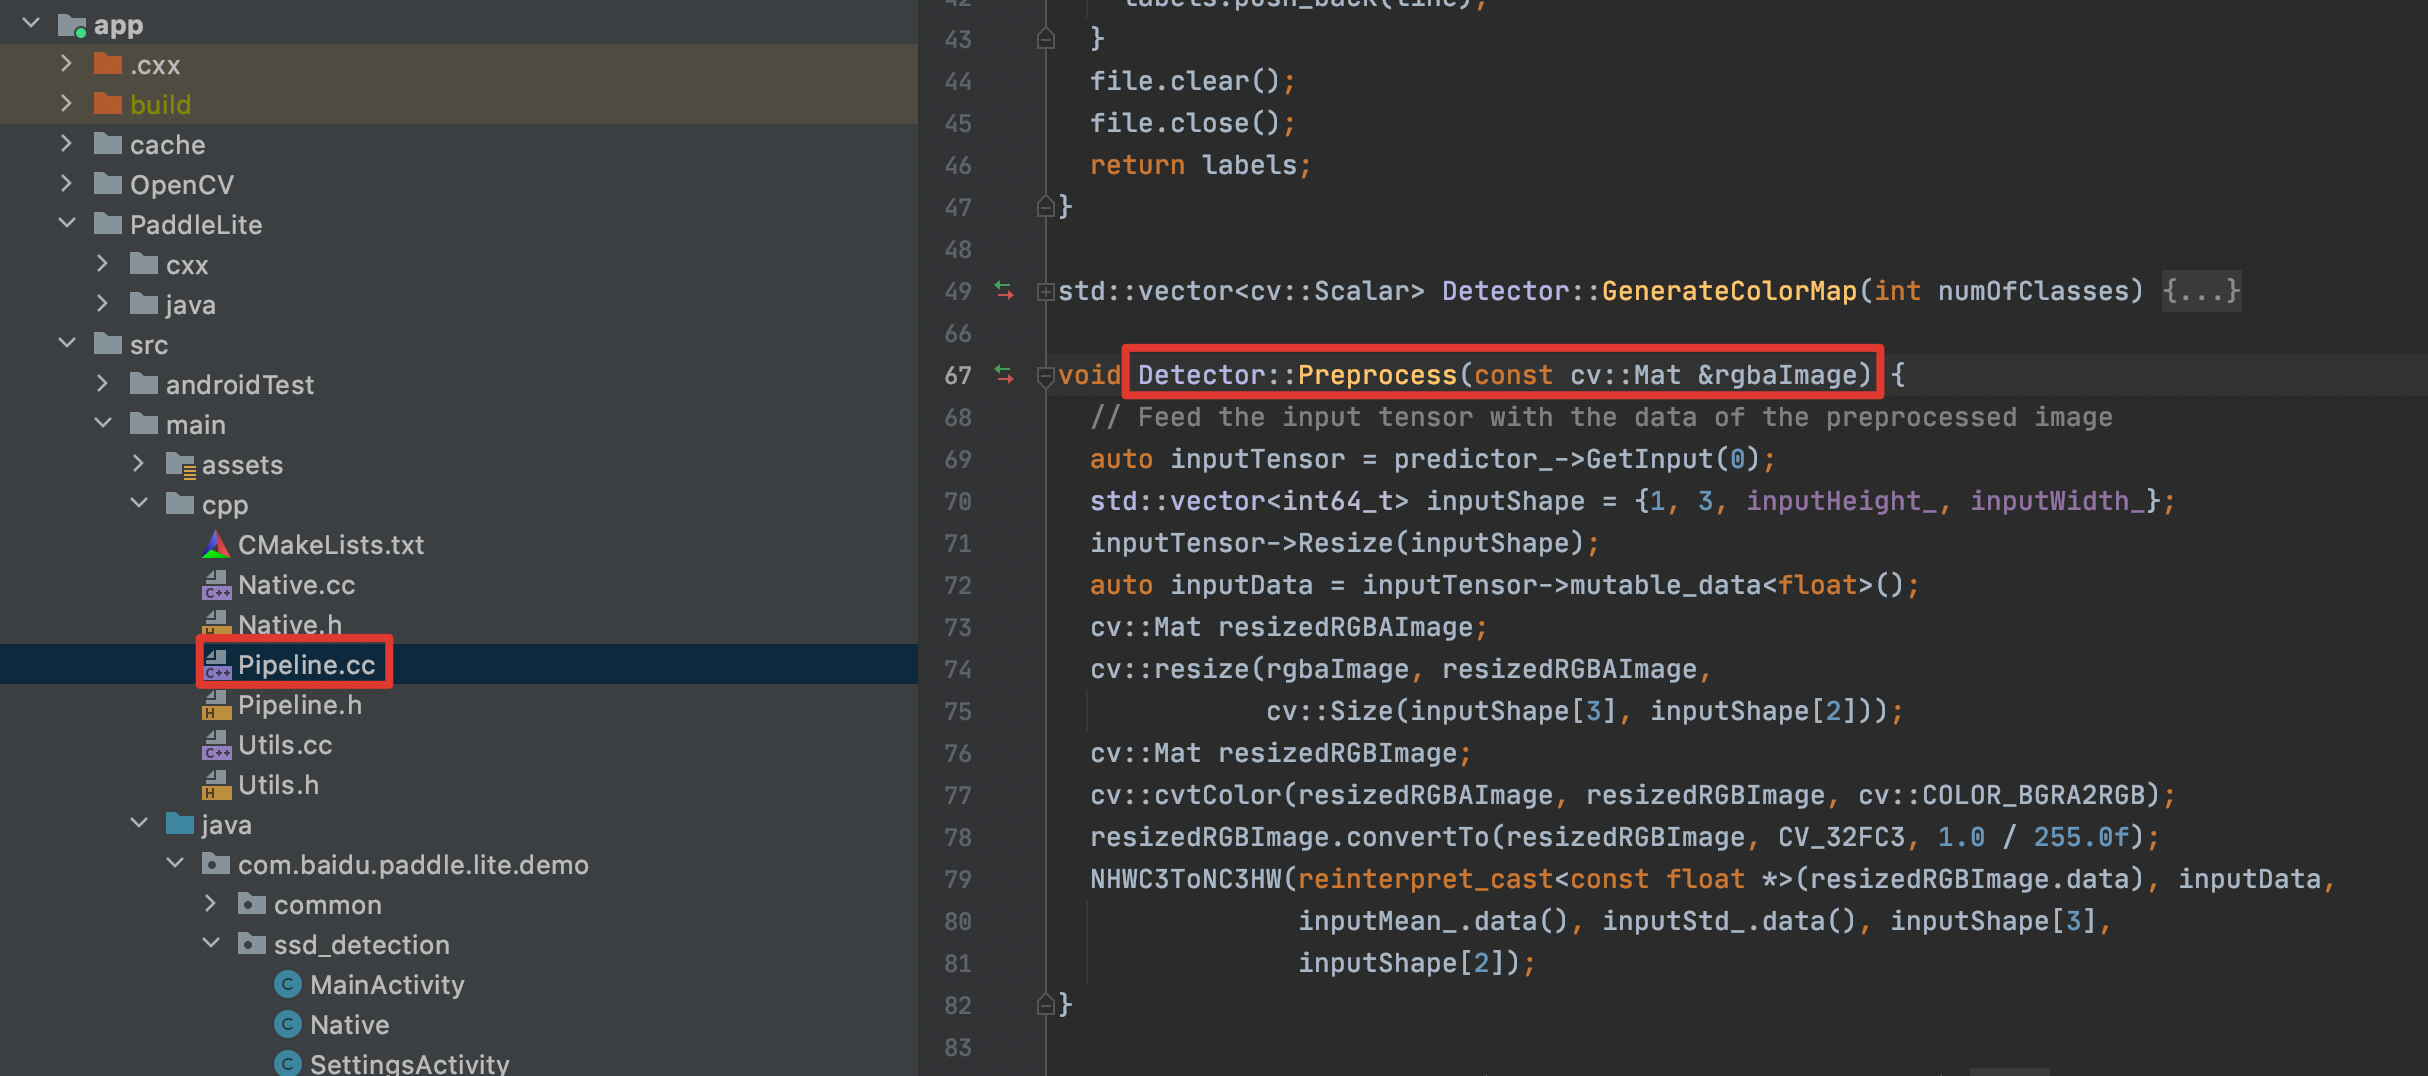 app
.cxx
build
cache
OpenCV
PaddleLite
cxx
java
src
androidTest
main
assets
cpp
CMakeLists.txt
Native.cc
Native.h
Pipeline.cc
Pipeline.h
Utils.cc
Utils.h
java
com.baidu.paddle.lite.demo
common
ssd_detection
MainActivity
Native
SettingsActivity
42 labels.push_back(line);
43 }
44 file.clear();
45 file.close();
46 return labels;
47 }
48
49 std::vector<cv::Scalar> Detector::GenerateColorMap(int numOfClasses) {...}
66
67 void Detector::Preprocess(const cv::Mat &rgbaImage) {
68 // Feed the input tensor with the data of the preprocessed image
69 auto inputTensor = predictor_->GetInput(0);
70 std::vector<int64_t> inputShape = {1, 3, inputHeight_, inputWidth_};
71 inputTensor->Resize(inputShape);
72 auto inputData = inputTensor->mutable_data<float>();
73 cv::Mat resizedRGBAImage;
74 cv::resize(rgbaImage, resizedRGBAImage,
75 cv::Size(inputShape[3], inputShape[2]));
76 cv::Mat resizedRGBImage;
77 cv::cvtColor(resizedRGBAImage, resizedRGBImage, cv::COLOR_BGRA2RGB);
78 resizedRGBImage.convertTo(resizedRGBImage, CV_32FC3, 1.0 / 255.0f);
79 NHWC3ToNC3HW(reinterpret_cast<const float *>(resizedRGBImage.data), inputData,
80 inputMean_.data(), inputStd_.data(), inputShape[3],
81 inputShape[2]);
82 }
83